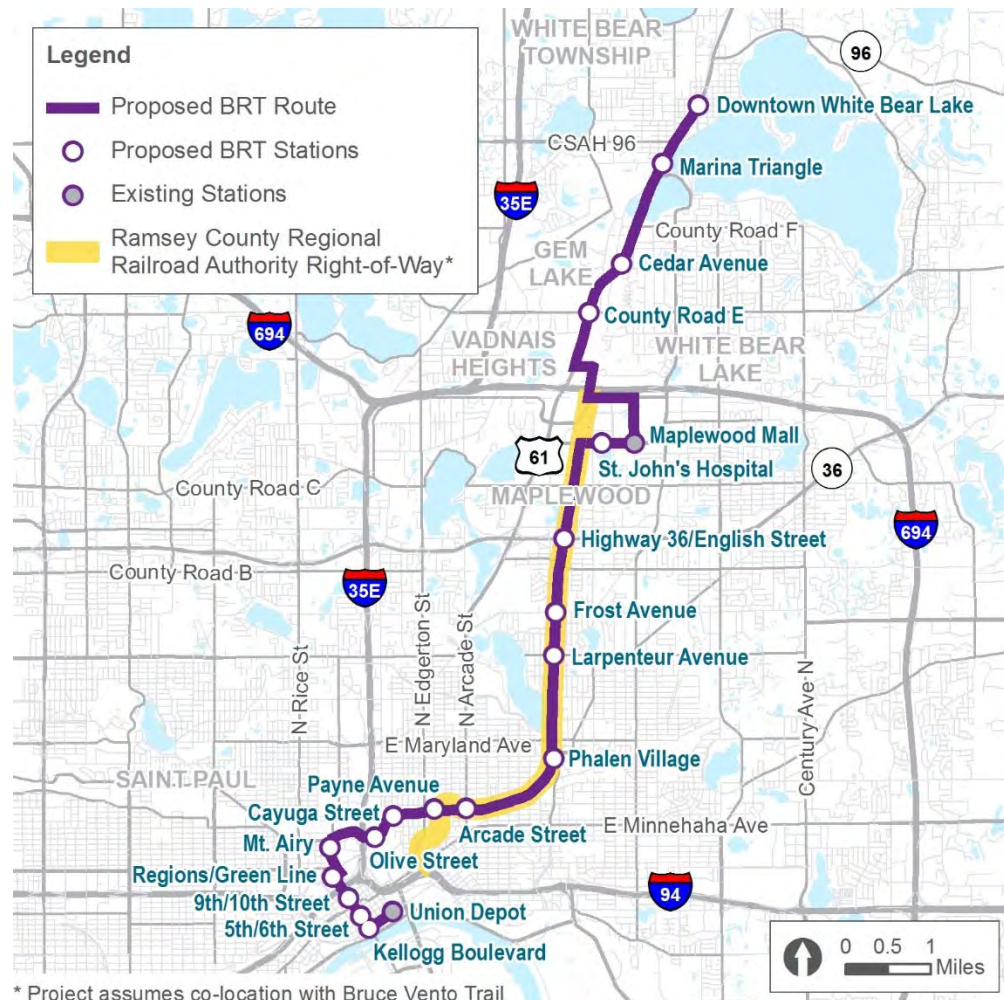 Legend
Proposed BRT Route
Proposed BRT Stations
Existing Stations
Ramsey County Regional
Railroad Authority Right-of-Way*
WHITE BEAR
TOWNSHIP
96
Downtown White Bear Lake
CSAH 96
Marina Triangle
35E
County Road F
GEM
LAKE
Cedar Avenue
County Road E
694
VADNAIS
HEIGHTS
WHITE BEAR
LAKE
Maplewood Mall
61
St. John's Hospital
36
County Road C
MAPLEWOOD
694
Highway 36/English Street
County Road B
35E
Frost Avenue
Larpenteur Avenue
N Rice St
N Edgerton St
N Arcade St
Century Ave N
E Maryland Ave
Phalen Village
SAINT PAUL
Payne Avenue
Cayuga Street
Arcade Street
E Minnehaha Ave
Mt. Airy
Olive Street
Regions/Green Line
94
9th/10th Street
Union Depot
5th/6th Street
Kellogg Boulevard
0 0.5 1
Miles
* Project assumes co-location with Bruce Vento Trail